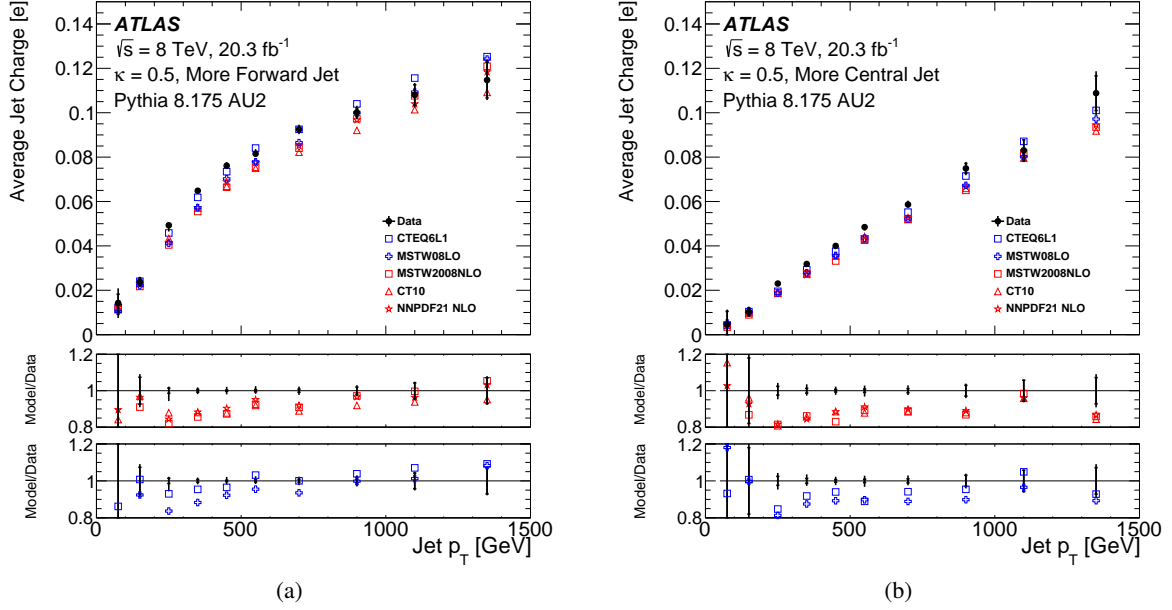 Average Jet Charge [e]
0.14
0.12
0.1
0.08
0.06
0.04
0.02
0
ATLAS
√s = 8 TeV, 20.3 fb-1
κ = 0.5, More Forward Jet
Pythia 8.175 AU2
Data
CTEQ6L1
MSTW08LO
MSTW2008NLO
CT10
NNPDF21 NLO
Model/Data
1.2
1
0.8
Model/Data
1.2
1
0.8
0 500 1000 1500
Jet pT [GeV]
(a)
Average Jet Charge [e]
0.14
0.12
0.1
0.08
0.06
0.04
0.02
0
ATLAS
√s = 8 TeV, 20.3 fb-1
κ = 0.5, More Central Jet
Pythia 8.175 AU2
Data
CTEQ6L1
MSTW08LO
MSTW2008NLO
CT10
NNPDF21 NLO
Model/Data
1.2
1
0.8
Model/Data
1.2
1
0.8
0 500 1000 1500
Jet pT [GeV]
(b)